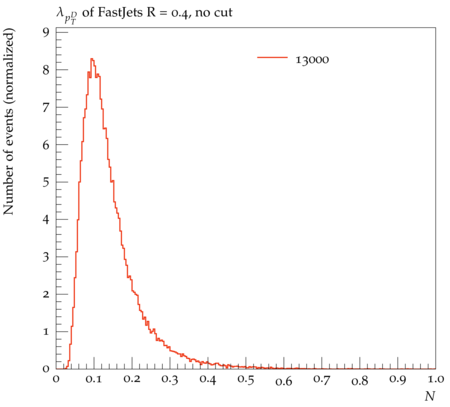 λ_{p_T^D} of FastJets R = 0.4, no cut
Number of events (normalized)
13000
9
8
7
6
5
4
3
2
1
0
0 0.1 0.2 0.3 0.4 0.5 0.6 0.7 0.8 0.9 1.0
N